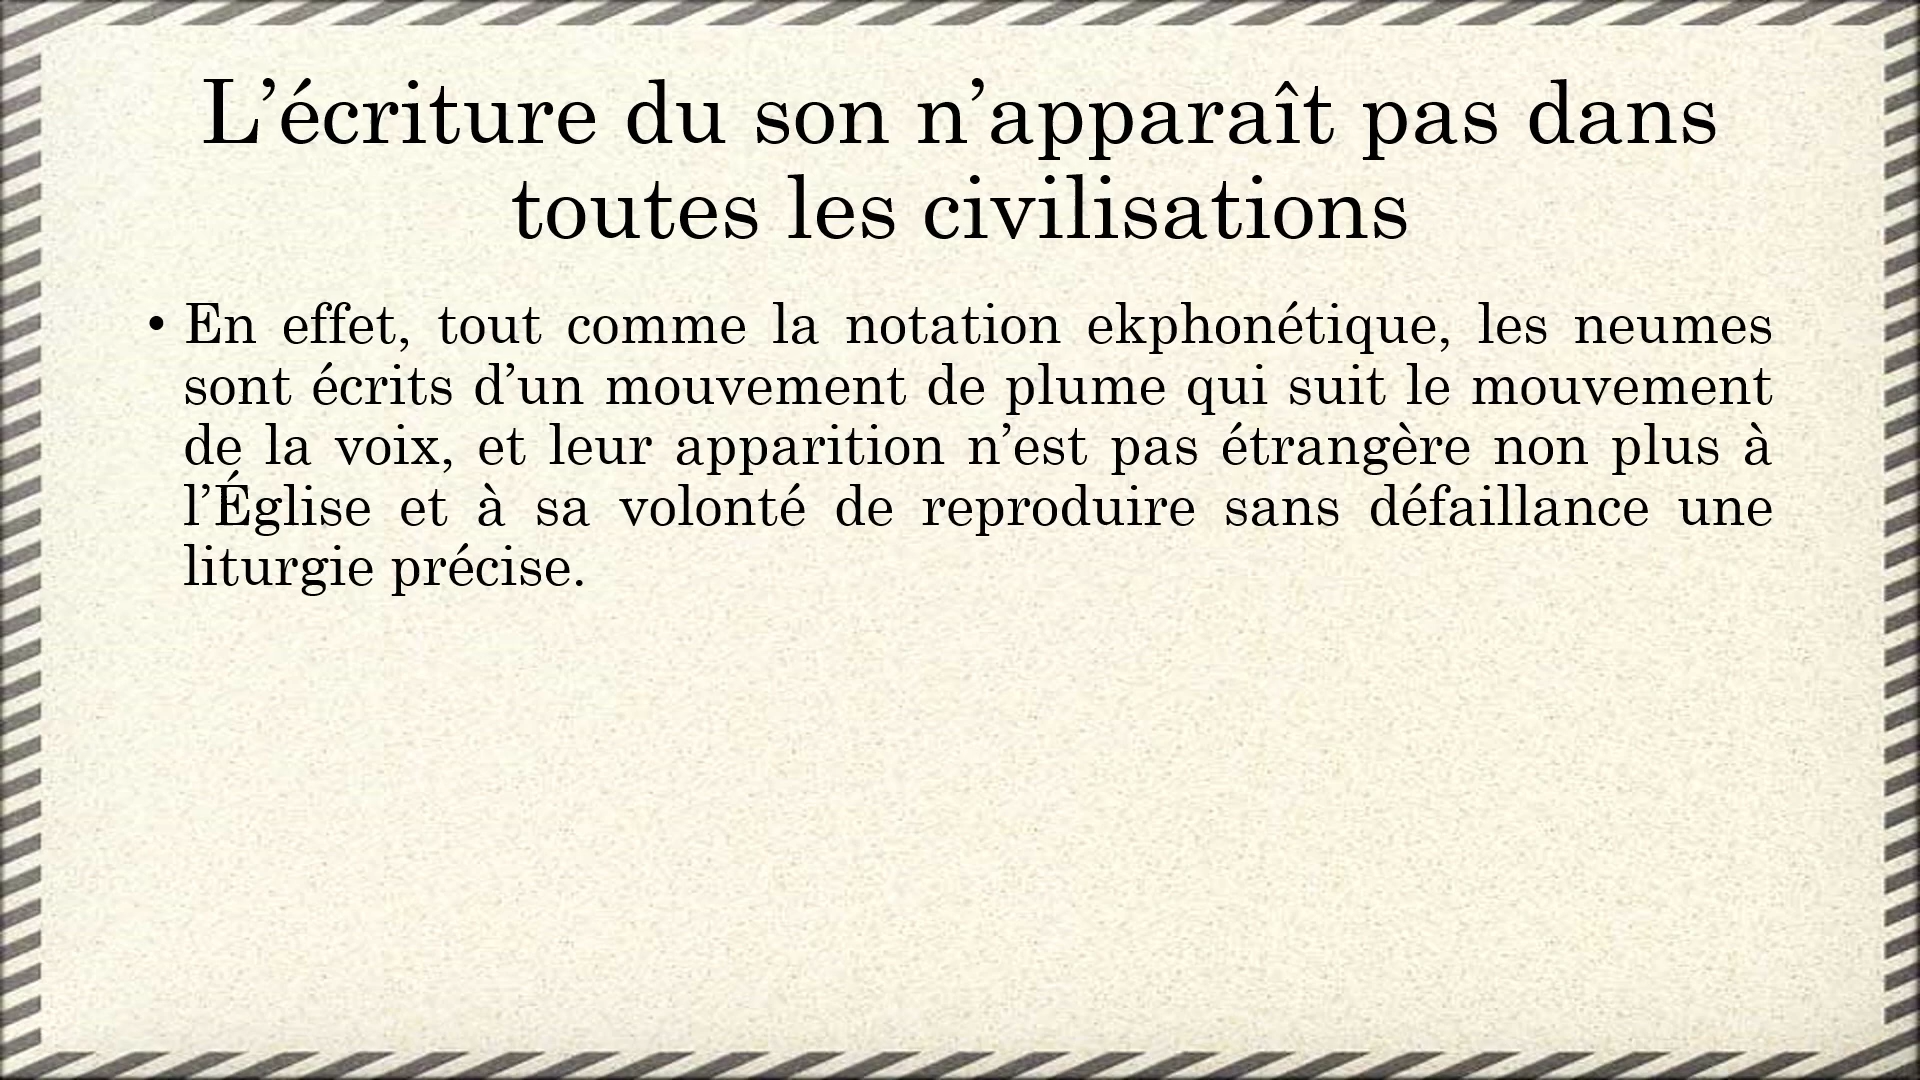 L’écriture du son n’apparaît pas dans
toutes les civilisations
• En effet, tout comme la notation ekphonétique, les neumes
sont écrits d’un mouvement de plume qui suit le mouvement
de la voix, et leur apparition n’est pas étrangère non plus à
l’Église et à sa volonté de reproduire sans défaillance une
liturgie précise.